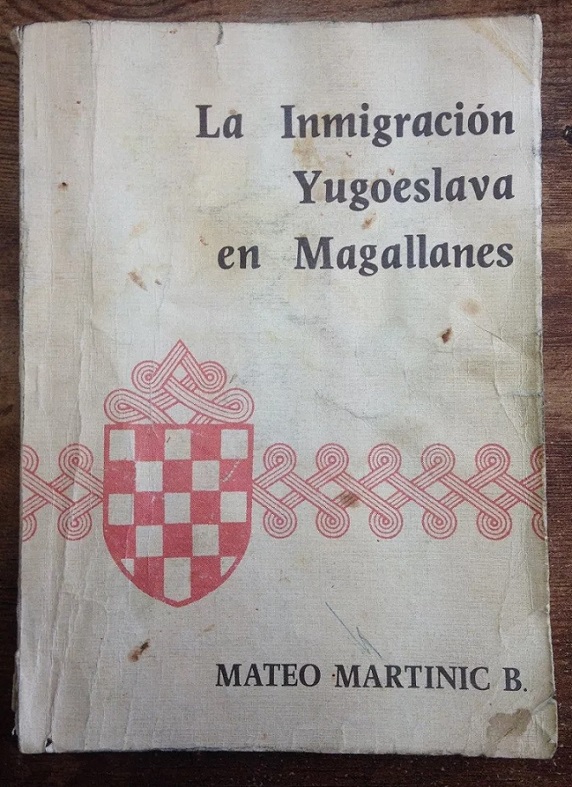 La Inmigración
Yugoeslava
en Magallanes
MATEO MARTINIC B.